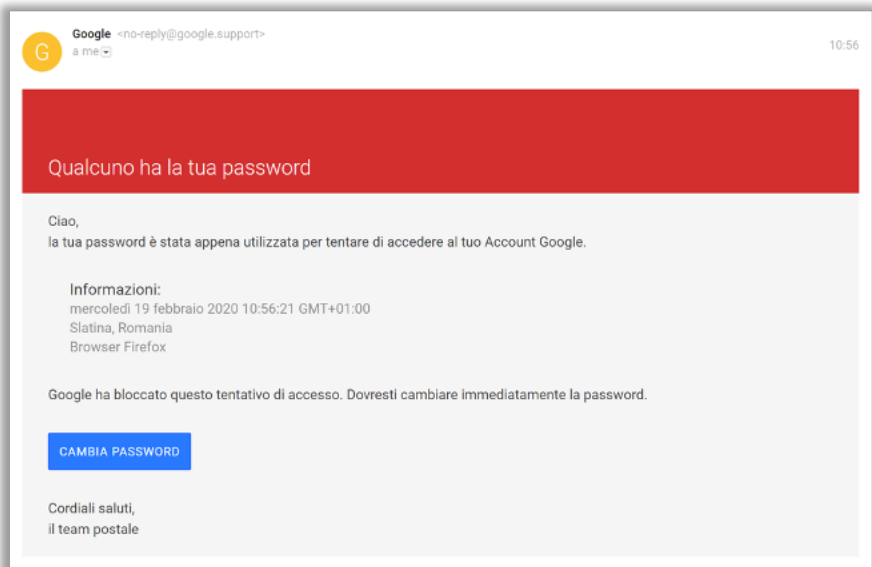 Google <no-reply@google.support>
G
a me
10:56
Qualcuno ha la tua password
Ciao,
la tua password è stata appena utilizzata per tentare di accedere al tuo Account Google.
Informazioni:
mercoledì 19 febbraio 2020 10:56:21 GMT+01:00
Slatina, Romania
Browser Firefox
Google ha bloccato questo tentativo di accesso. Dovresti cambiare immediatamente la password.
CAMBIA PASSWORD
Cordiali saluti,
il team postale